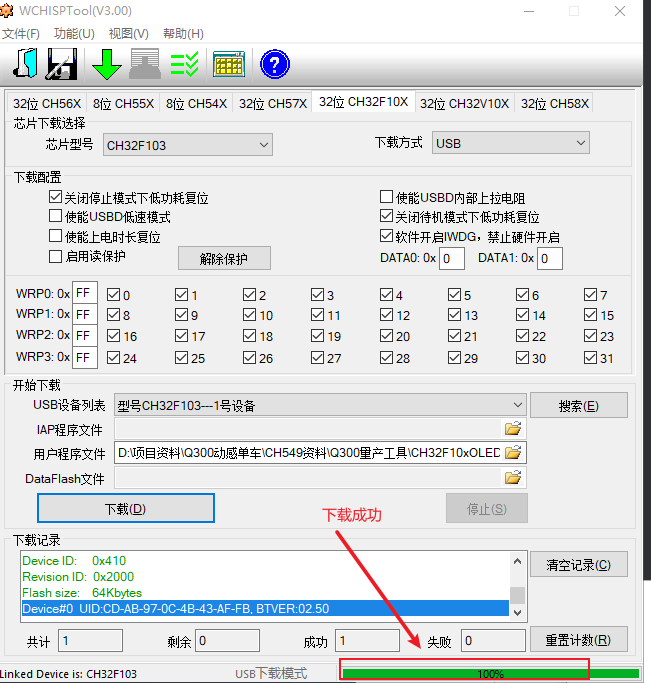 WCHISPTool(V3.00)
文件(F) 功能(U) 视图(V) 帮助(H)
32位 CH56X 8位 CH55X 8位 CH54X 32位 CH57X 32位 CH32F10X 32位 CH32V10X 32位 CH58X
芯片下载选择
芯片型号 CH32F103 下载方式 USB
下载配置
关闭停止模式下低功耗复位 使能USBD内部上拉电阻
使能USBD低速模式 关闭待机模式下低功耗复位
使能上电时长复位 软件开启IWDG，禁止硬件开启
启用读保护 解除保护 DATA0: 0x 0 DATA1: 0x 0
WRP0: 0x FF 0 1 2 3 4 5 6 7
WRP1: 0x FF 8 9 10 11 12 13 14 15
WRP2: 0x FF 16 17 18 19 20 21 22 23
WRP3: 0x FF 24 25 26 27 28 29 30 31
开始下载
USB设备列表 型号CH32F103---1号设备 搜索(E)
IAP程序文件
用户程序文件 D:\项目资料\Q300动感单车\CH549资料\Q300量产工具\CH32F10xOLED
DataFlash文件
下载(D) 下载成功 停止(S)
下载记录
Device ID: 0x410
Revision ID: 0x2000
Flash size: 64Kbytes
Device#0 UID:CD-AB-97-0C-4B-43-AF-FB, BTVER:02.50
清空记录(C)
共计 1 剩余 0 成功 1 失败 0 重置计数(R)
Linked Device is: CH32F103 USB下载模式 100%